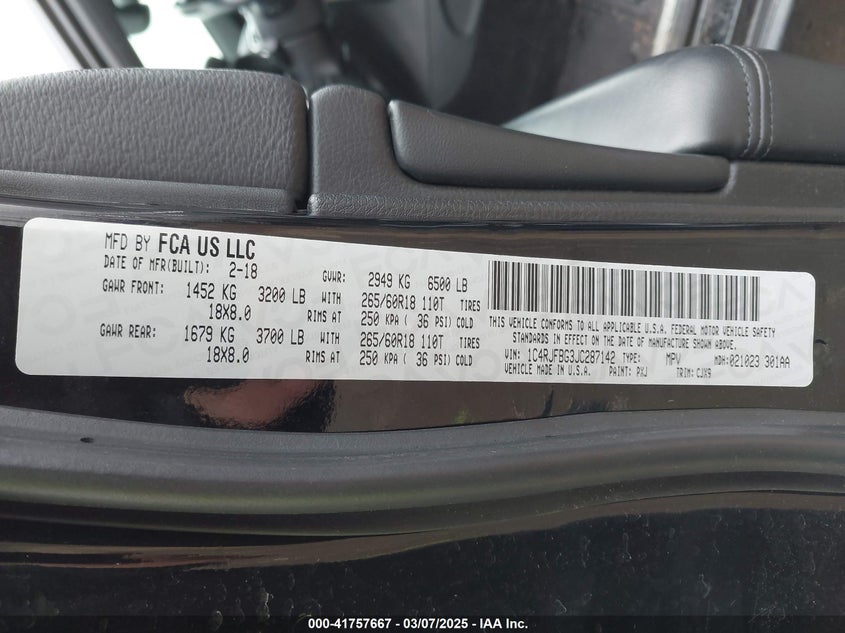 MFD BY FCA US LLC
DATE OF MFR(BUILT): 2-18 GVWR: 2949 KG 6500 LB
GAWR FRONT: 1452 KG 3200 LB WITH 265/60R18 110T TIRES
18X8.0 RIMS AT 250 KPA ( 36 PSI) COLD
GAWR REAR: 1679 KG 3700 LB WITH 265/60R18 110T TIRES
18X8.0 RIMS AT 250 KPA ( 36 PSI) COLD
THIS VEHICLE CONFORMS TO ALL APPLICABLE U.S.A. FEDERAL MOTOR VEHICLE SAFETY
STANDARDS IN EFFECT ON THE DATE OF MANUFACTURE SHOWN ABOVE.
VIN: 1C4RJFBG3JC287142 TYPE: MPV MDH:021023 301AA
VEHICLE MADE IN U.S.A. PAINT: PXJ TRIM: CJX9
000-41757667 - 03/07/2025 - IAA Inc.